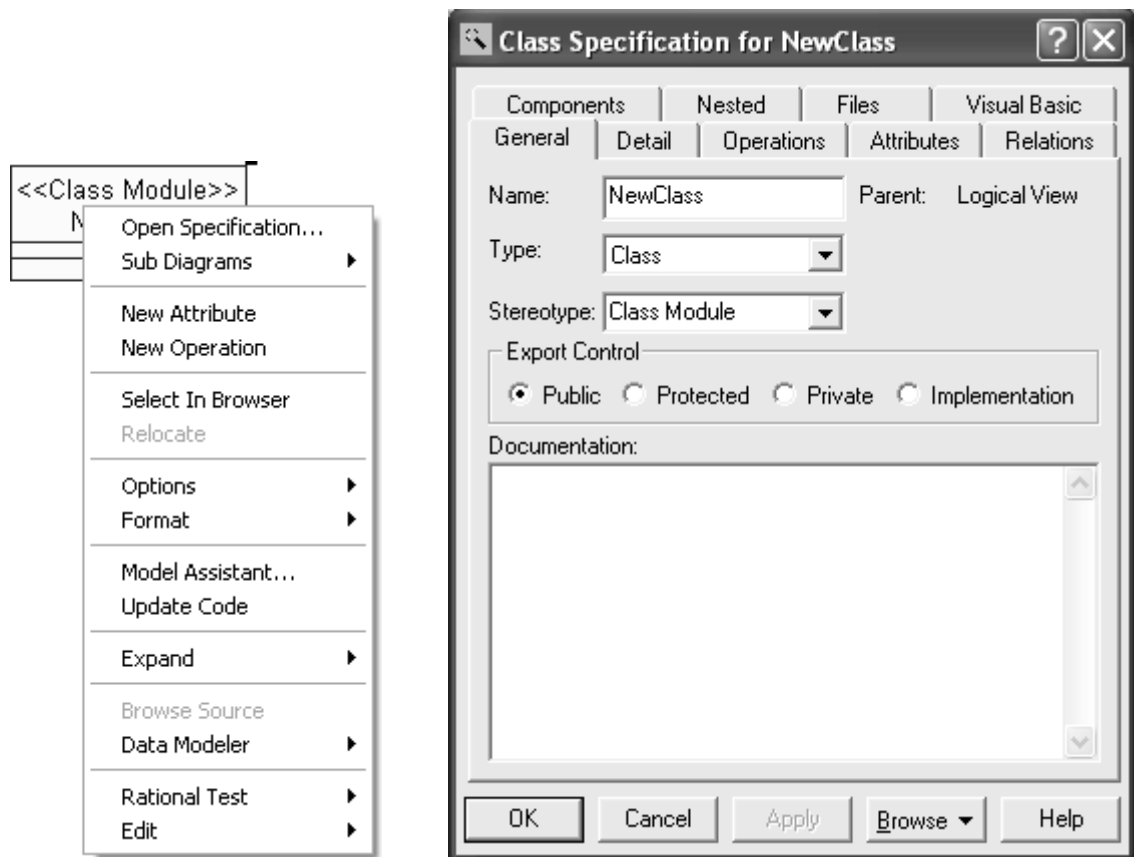 <<Class Module>>
N
Open Specification...
Sub Diagrams
New Attribute
New Operation
Select In Browser
Relocate
Options
Format
Model Assistant...
Update Code
Expand
Browse Source
Data Modeler
Rational Test
Edit
Class Specification for NewClass
Components Nested Files Visual Basic
General Detail Operations Attributes Relations
Name: NewClass Parent: Logical View
Type: Class
Stereotype: Class Module
Export Control
Public Protected Private Implementation
Documentation:
OK Cancel Apply Browse Help